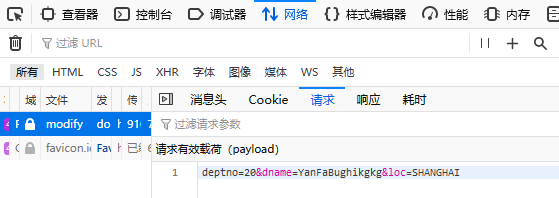 查看器 控制台 调试器 网络 样式编辑器 性能 内存
过滤 URL
所有 HTML CSS JS XHR 字体 图像 媒体 WS 其他
域 文件 发 传 消息头 Cookie 请求 响应 耗时
modify do h 91
favicon.ic Fav h 已
过滤请求参数
请求有效载荷（payload）
1 deptno=20&dname=YanFaBughikgkg&loc=SHANGHAI